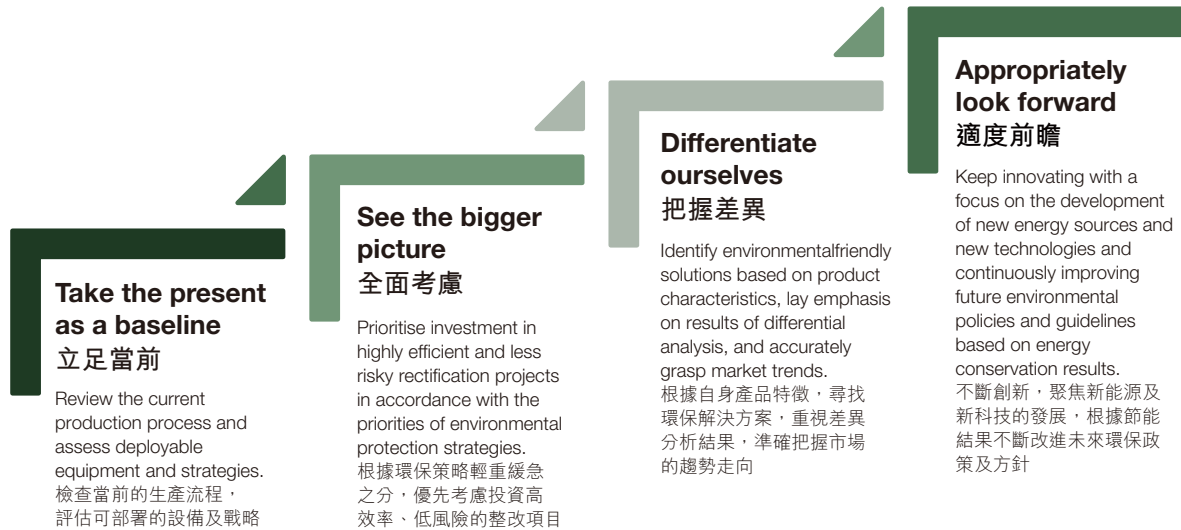 Take the present
as a baseline
立足當前
Review the current
production process and
assess deployable
equipment and strategies.
檢查當前的生產流程，
評估可部署的設備及戰略
See the bigger
picture
全面考慮
Prioritise investment in
highly efficient and less
risky rectification projects
in accordance with the
priorities of environmental
protection strategies.
根據環保策略輕重緩急
之分，優先考慮投資高
效率、低風險的整改項目
Differentiate
ourselves
把握差異
Identify environmentalfriendly
solutions based on product
characteristics, lay emphasis
on results of differential
analysis, and accurately
grasp market trends.
根據自身產品特徵，尋找
環保解決方案，重視差異
分析結果，準確把握市場
的趨勢走向
Appropriately
look forward
適度前瞻
Keep innovating with a
focus on the development
of new energy sources and
new technologies and
continuously improving
future environmental
policies and guidelines
based on energy
conservation results.
不斷創新，聚焦新能源及
新科技的發展，根據節能
結果不斷改進未來環保政
策及方針